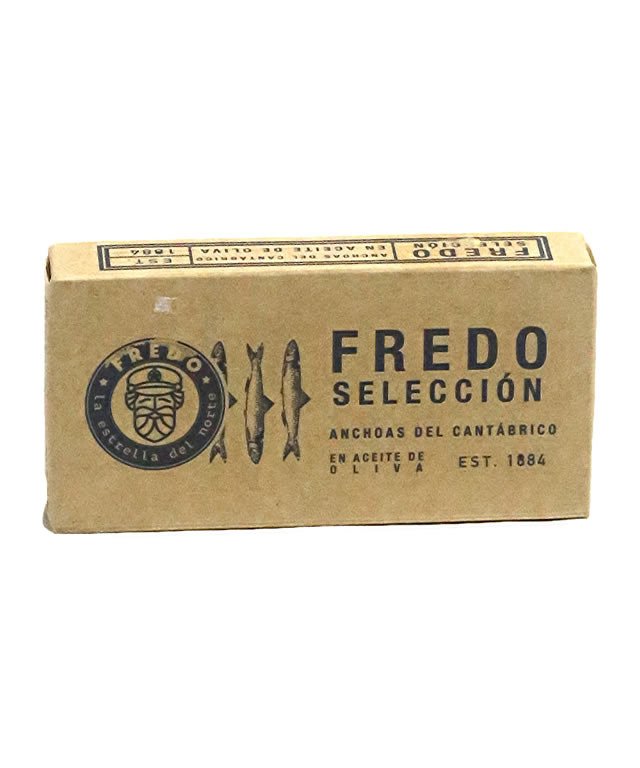 FREDO
SELECCIÓN
ANCHOAS DEL CANTÁBRICO
EN ACEITE DE OLIVA
EST
1884
FREDO
la estrella del norte
FREDO
SELECCIÓN
ANCHOAS DEL CANTÁBRICO
EN ACEITE DE
OLIVA
EST. 1884